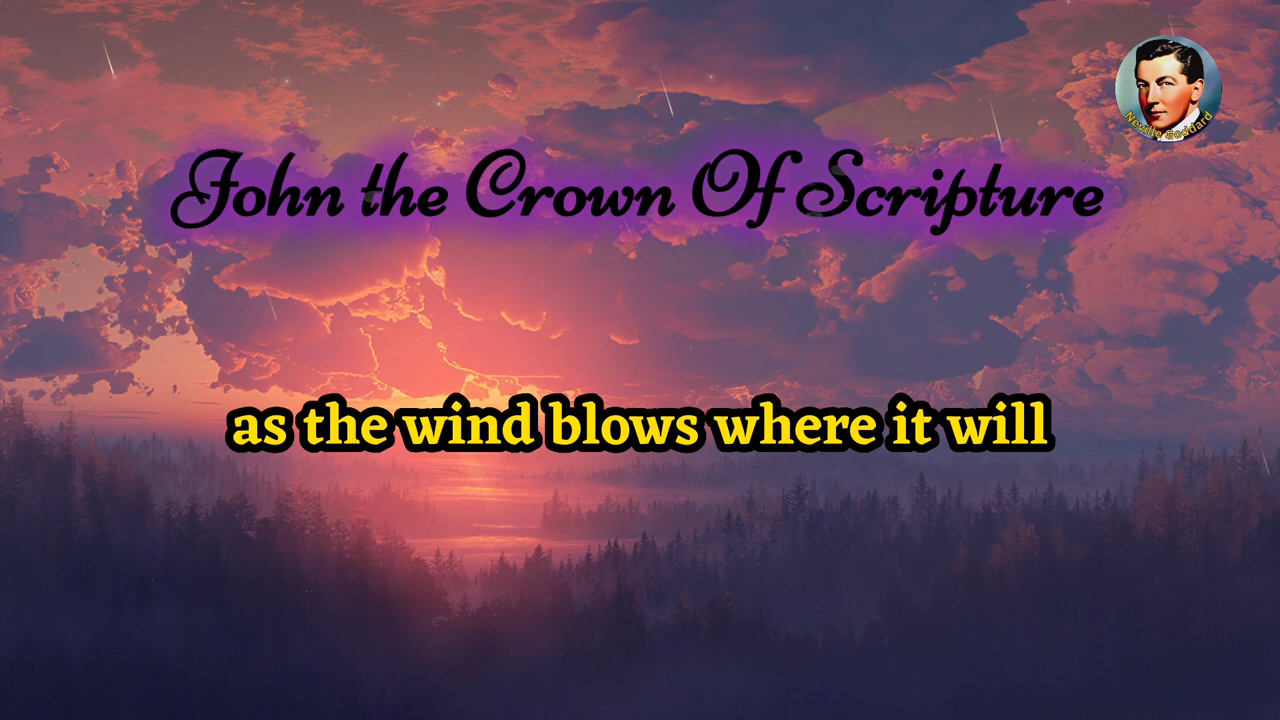 Neville Goddard
John the Crown Of Scripture
as the wind blows where it will